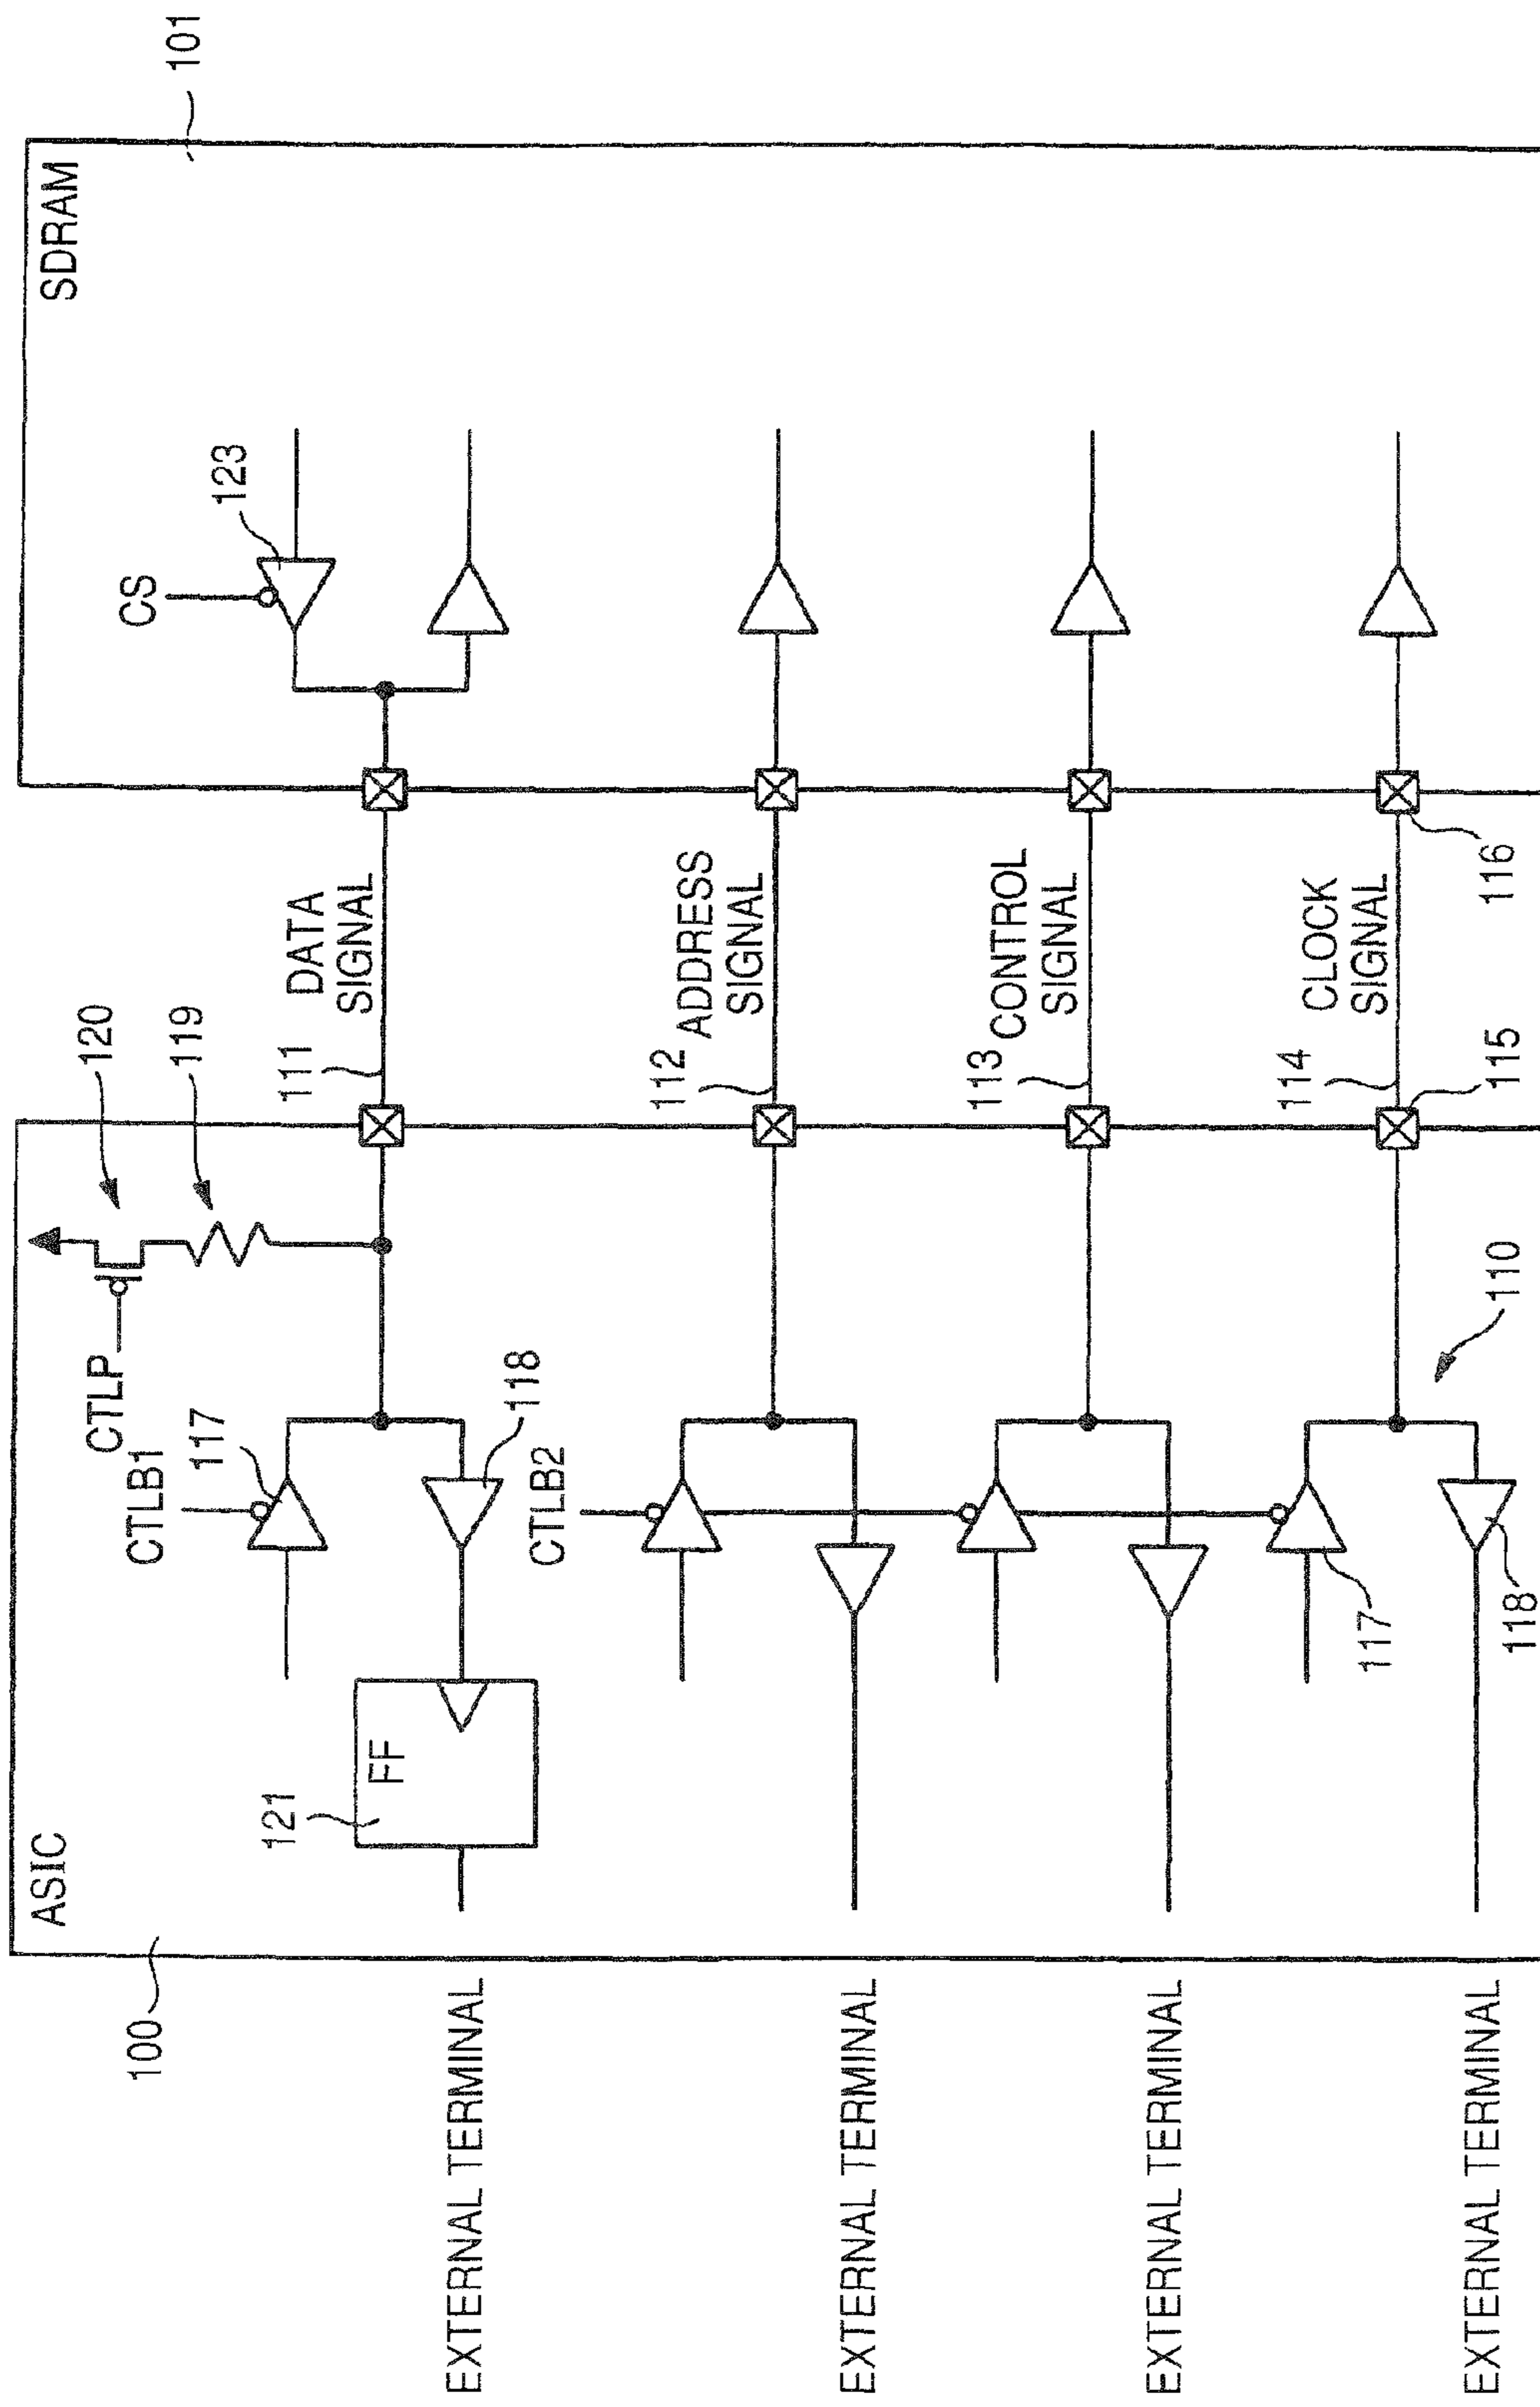 ASIC
SDRAM
100
101
120
119
CTLP
CTLB1
117
118
CS
123
111
DATA
SIGNAL
121
FF
EXTERNAL TERMINAL
CTLB2
112
ADDRESS
SIGNAL
EXTERNAL TERMINAL
113
CONTROL
SIGNAL
EXTERNAL TERMINAL
114
CLOCK
SIGNAL
117
110
115
116
118
EXTERNAL TERMINAL